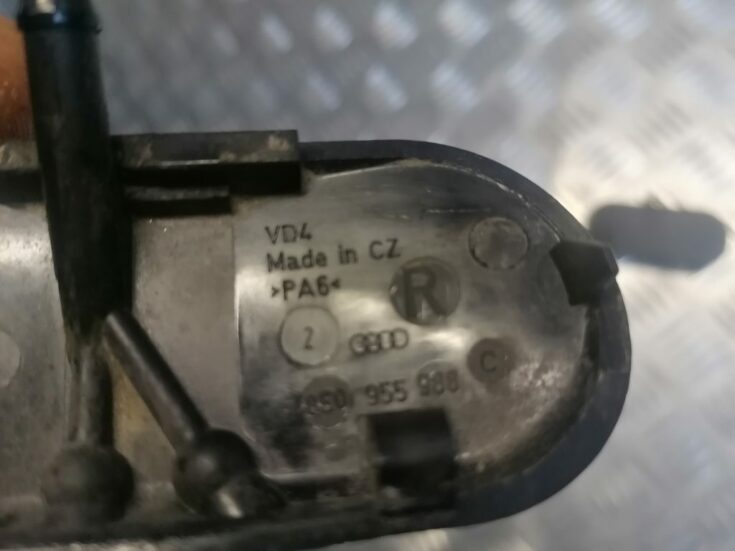 VD4
Made in CZ
>PA6<
R
2
955 988 C